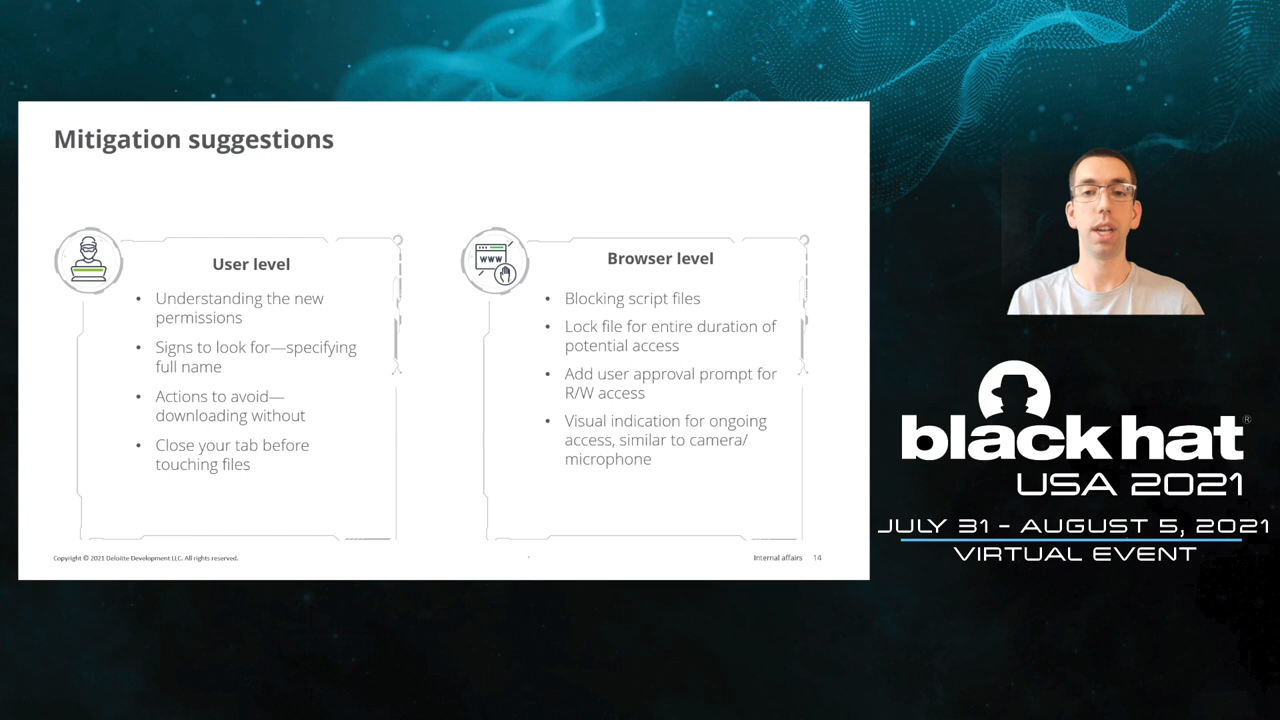 Mitigation suggestions
User level
• Understanding the new
permissions
• Signs to look for—specifying
full name
• Actions to avoid—
downloading without
• Close your tab before
touching files
www
Browser level
• Blocking script files
• Lock file for entire duration of
potential access
• Add user approval prompt for
R/W access
• Visual indication for ongoing
access, similar to camera/
microphone
Copyright © 2021 Deloitte Development LLC. All rights reserved.
Internal affairs 14
black hat®
USA 2021
JULY 31 - AUGUST 5, 2021
VIRTUAL EVENT